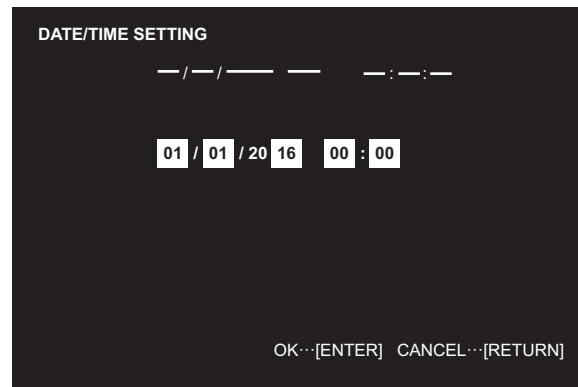 DATE/TIME SETTING
—/—/—— — —:—:—
01 / 01 / 20 16 00 : 00
OK···[ENTER] CANCEL···[RETURN]